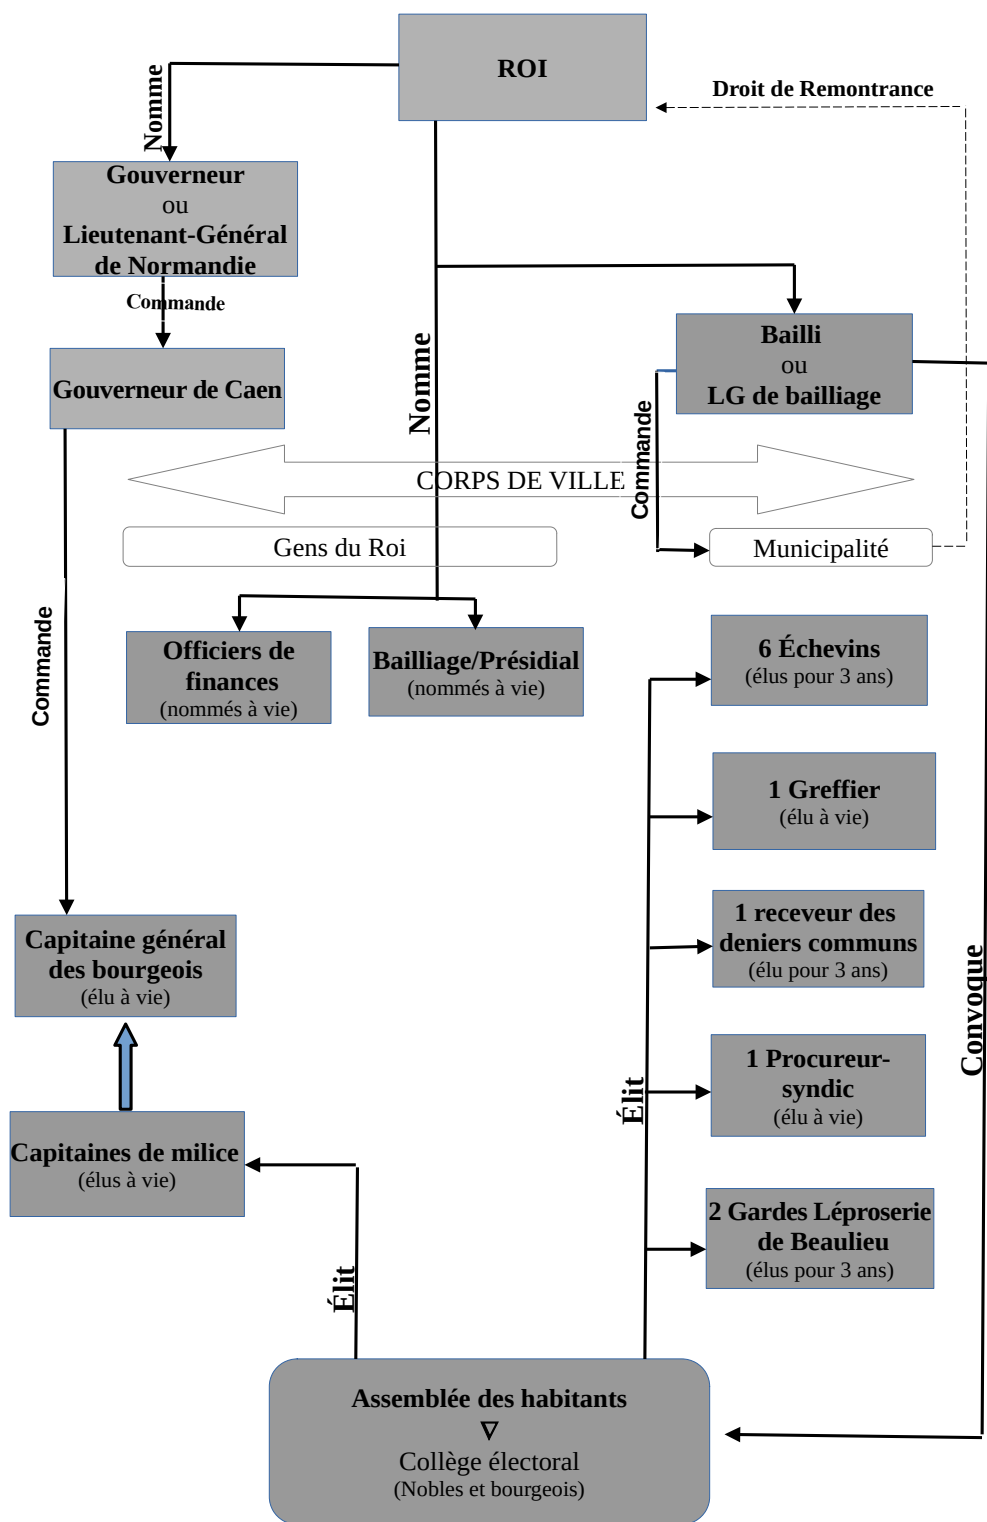 ROI
Droit de Remontrance
Nomme
Gouverneur
ou
Lieutenant-Général
de Normandie
Commande
Gouverneur de Caen
Nomme
Bailli
ou
LG de bailliage
Commande
CORPS DE VILLE
Gens du Roi
Municipalité
Commande
Officiers de
finances
(nommés à vie)
Bailliage/Présidial
(nommés à vie)
6 Échevins
(élus pour 3 ans)
1 Greffier
(élu à vie)
1 receveur des
deniers communs
(élu pour 3 ans)
Capitaine général
des bourgeois
(élu à vie)
Convoque
1 Procureur-
syndic
(élu à vie)
Élit
Capitaines de milice
(élus à vie)
2 Gardes Léproserie
de Beaulieu
(élus pour 3 ans)
Élit
Assemblée des habitants
∇
Collège électoral
(Nobles et bourgeois)